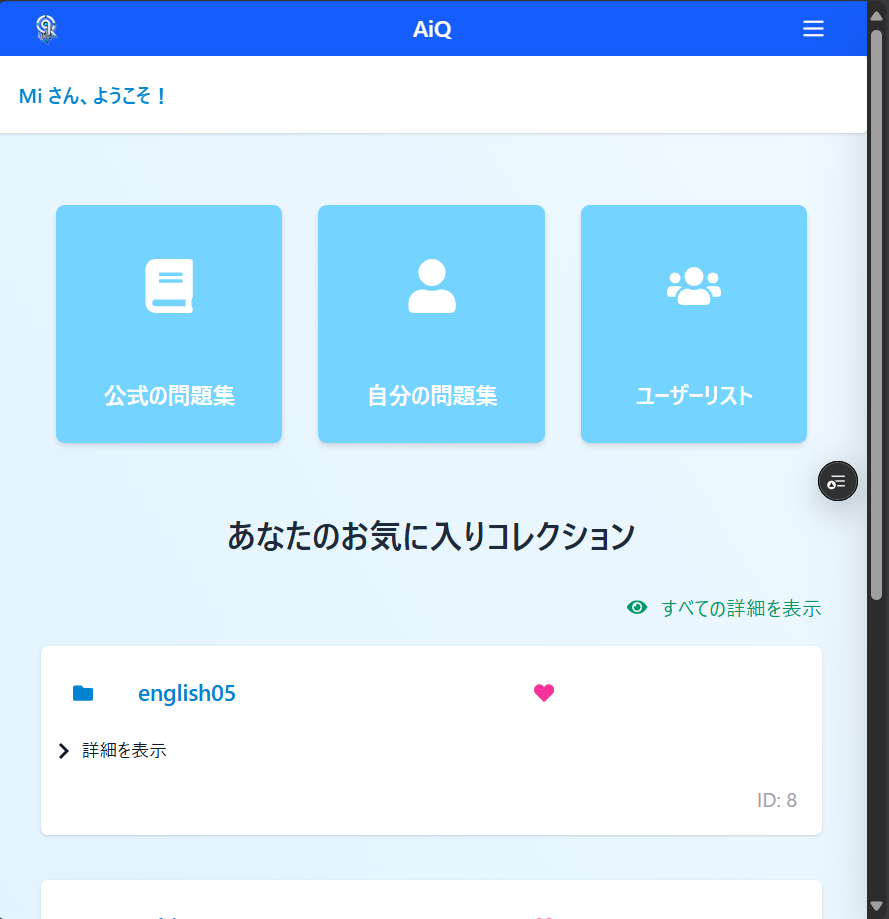 AiQ
Mi さん、ようこそ！
公式の問題集
自分の問題集
ユーザーリスト
あなたのお気に入りコレクション
すべての詳細を表示
english05
詳細を表示
ID: 8